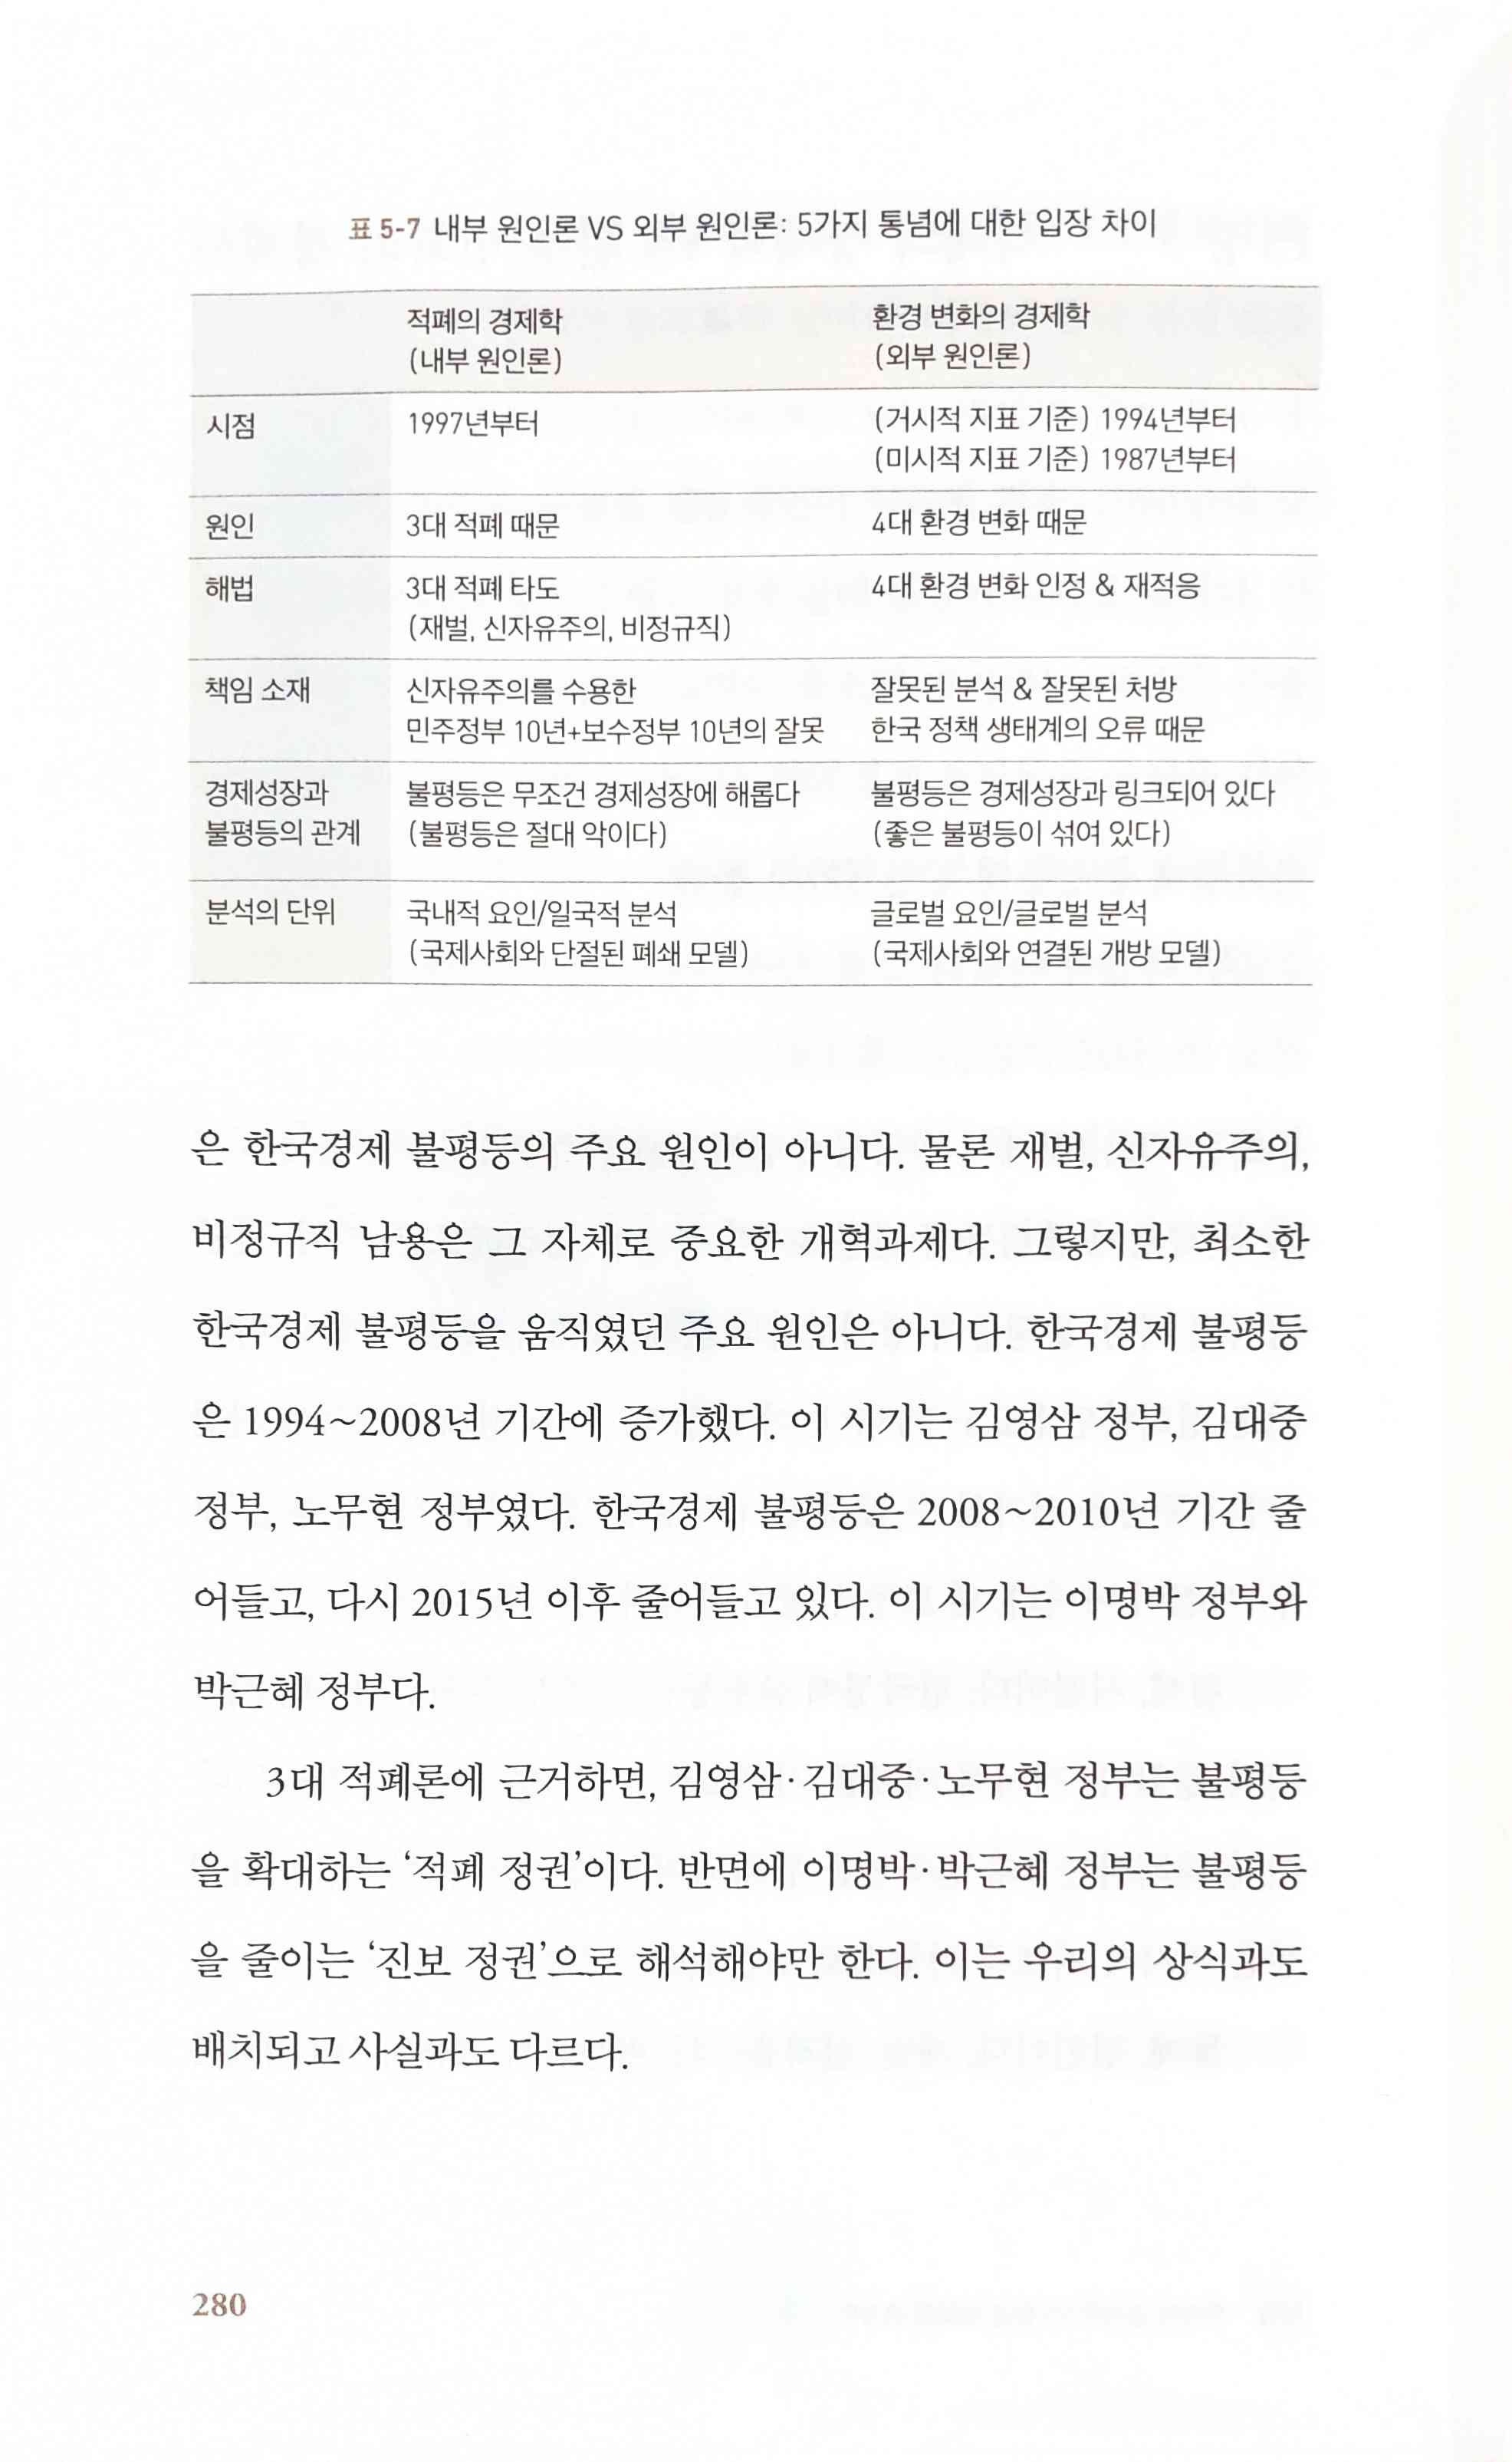 표 5-7 내부 원인론 VS 외부 원인론: 5가지 통념에 대한 입장 차이
적폐의 경제학 환경 변화의 경제학
(내부 원인론) (외부 원인론)
시점 1997년부터 (거시적 지표 기준) 1994년부터
(미시적 지표 기준) 1987년부터
원인 3대 적폐 때문 4대 환경 변화 때문
해법 3대 적폐 타도 4대 환경 변화 인정 & 재적응
(재벌, 신자유주의, 비정규직)
책임 소재 신자유주의를 수용한 잘못된 분석 & 잘못된 처방
민주정부 10년+보수정부 10년의 잘못 한국 정책 생태계의 오류 때문
경제성장과 불평등은 무조건 경제성장에 해롭다 불평등은 경제성장과 링크되어 있다
불평등의 관계 (불평등은 절대 악이다) (좋은 불평등이 섞여 있다)
분석의 단위 국내적 요인/일국적 분석 글로벌 요인/글로벌 분석
(국제사회와 단절된 폐쇄 모델) (국제사회와 연결된 개방 모델)
은 한국경제 불평등의 주요 원인이 아니다. 물론 재벌, 신자유주의,
비정규직 남용은 그 자체로 중요한 개혁과제다. 그렇지만, 최소한
한국경제 불평등을 움직였던 주요 원인은 아니다. 한국경제 불평등
은 1994~2008년 기간에 증가했다. 이 시기는 김영삼 정부, 김대중
정부, 노무현 정부였다. 한국경제 불평등은 2008~2010년 기간 줄
어들고, 다시 2015년 이후 줄어들고 있다. 이 시기는 이명박 정부와
박근혜 정부다.
3대 적폐론에 근거하면, 김영삼·김대중·노무현 정부는 불평등
을 확대하는 ‘적폐 정권’이다. 반면에 이명박·박근혜 정부는 불평등
을 줄이는 ‘진보 정권’으로 해석해야만 한다. 이는 우리의 상식과도
배치되고 사실과도 다르다.
280